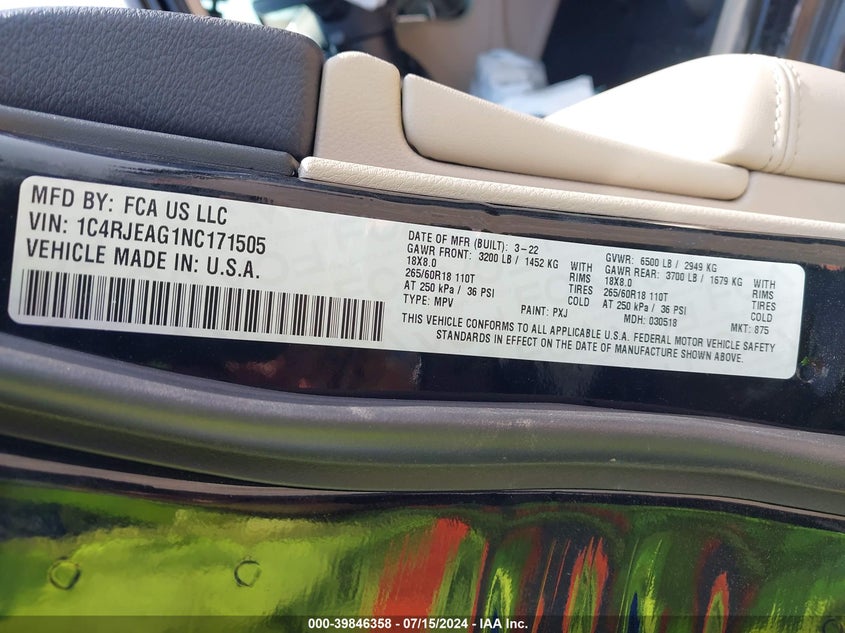 MFD BY: FCA US LLC
VIN: 1C4RJEAG1NC171505
VEHICLE MADE IN: U.S.A.
DATE OF MFR (BUILT): 3-22
GAWR FRONT: 3200 LB / 1452 KG WITH
18X8.0 RIMS
265/60R18 110T TIRES
AT 250 kPa / 36 PSI COLD
TYPE: MPV PAINT: PXJ
GVWR: 6500 LB / 2949 KG
GAWR REAR: 3700 LB / 1679 KG WITH
18X8.0 RIMS
265/60R18 110T TIRES
AT 250 kPa / 36 PSI COLD
MDH: 030518 MKT: 875
THIS VEHICLE CONFORMS TO ALL APPLICABLE U.S.A. FEDERAL MOTOR VEHICLE SAFETY
STANDARDS IN EFFECT ON THE DATE OF MANUFACTURE SHOWN ABOVE.
000-39846358 - 07/15/2024 - IAA Inc.